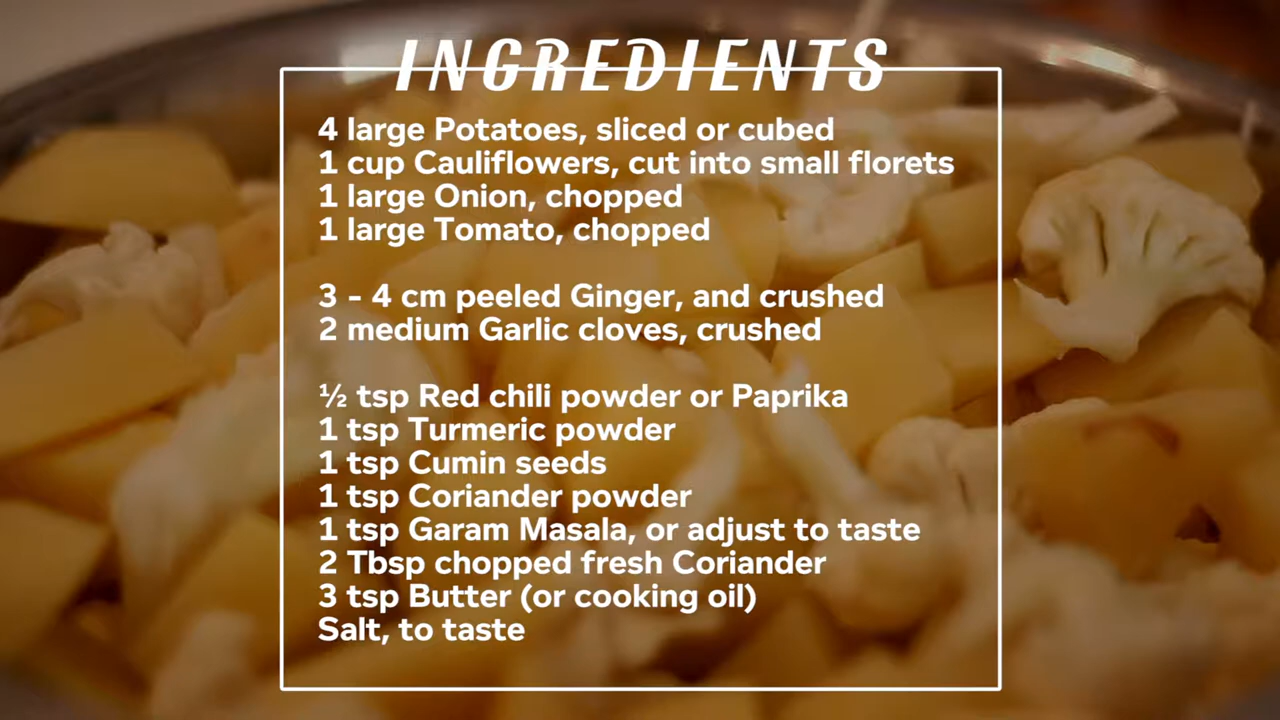 INGREDIENTS
4 large Potatoes, sliced or cubed
1 cup Cauliflowers, cut into small florets
1 large Onion, chopped
1 large Tomato, chopped
3 - 4 cm peeled Ginger, and crushed
2 medium Garlic cloves, crushed
½ tsp Red chili powder or Paprika
1 tsp Turmeric powder
1 tsp Cumin seeds
1 tsp Coriander powder
1 tsp Garam Masala, or adjust to taste
2 Tbsp chopped fresh Coriander
3 tsp Butter (or cooking oil)
Salt, to taste